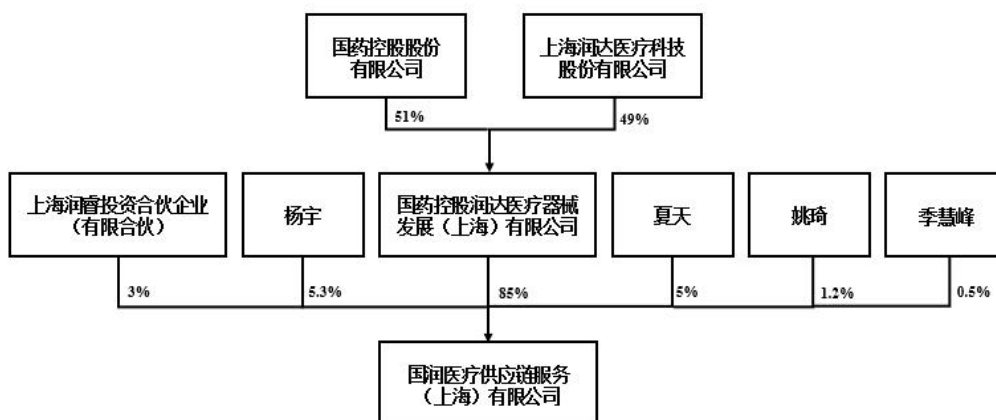 国药控股股份
有限公司
上海润达医疗科技
股份有限公司
51%
49%
上海润睿投资合伙企业
（有限合伙）
杨宇
国药控股润达医疗器械
发展（上海）有限公司
夏天
姚琦
季慧峰
3%
5.3%
85%
5%
1.2%
0.5%
国润医疗供应链服务
（上海）有限公司